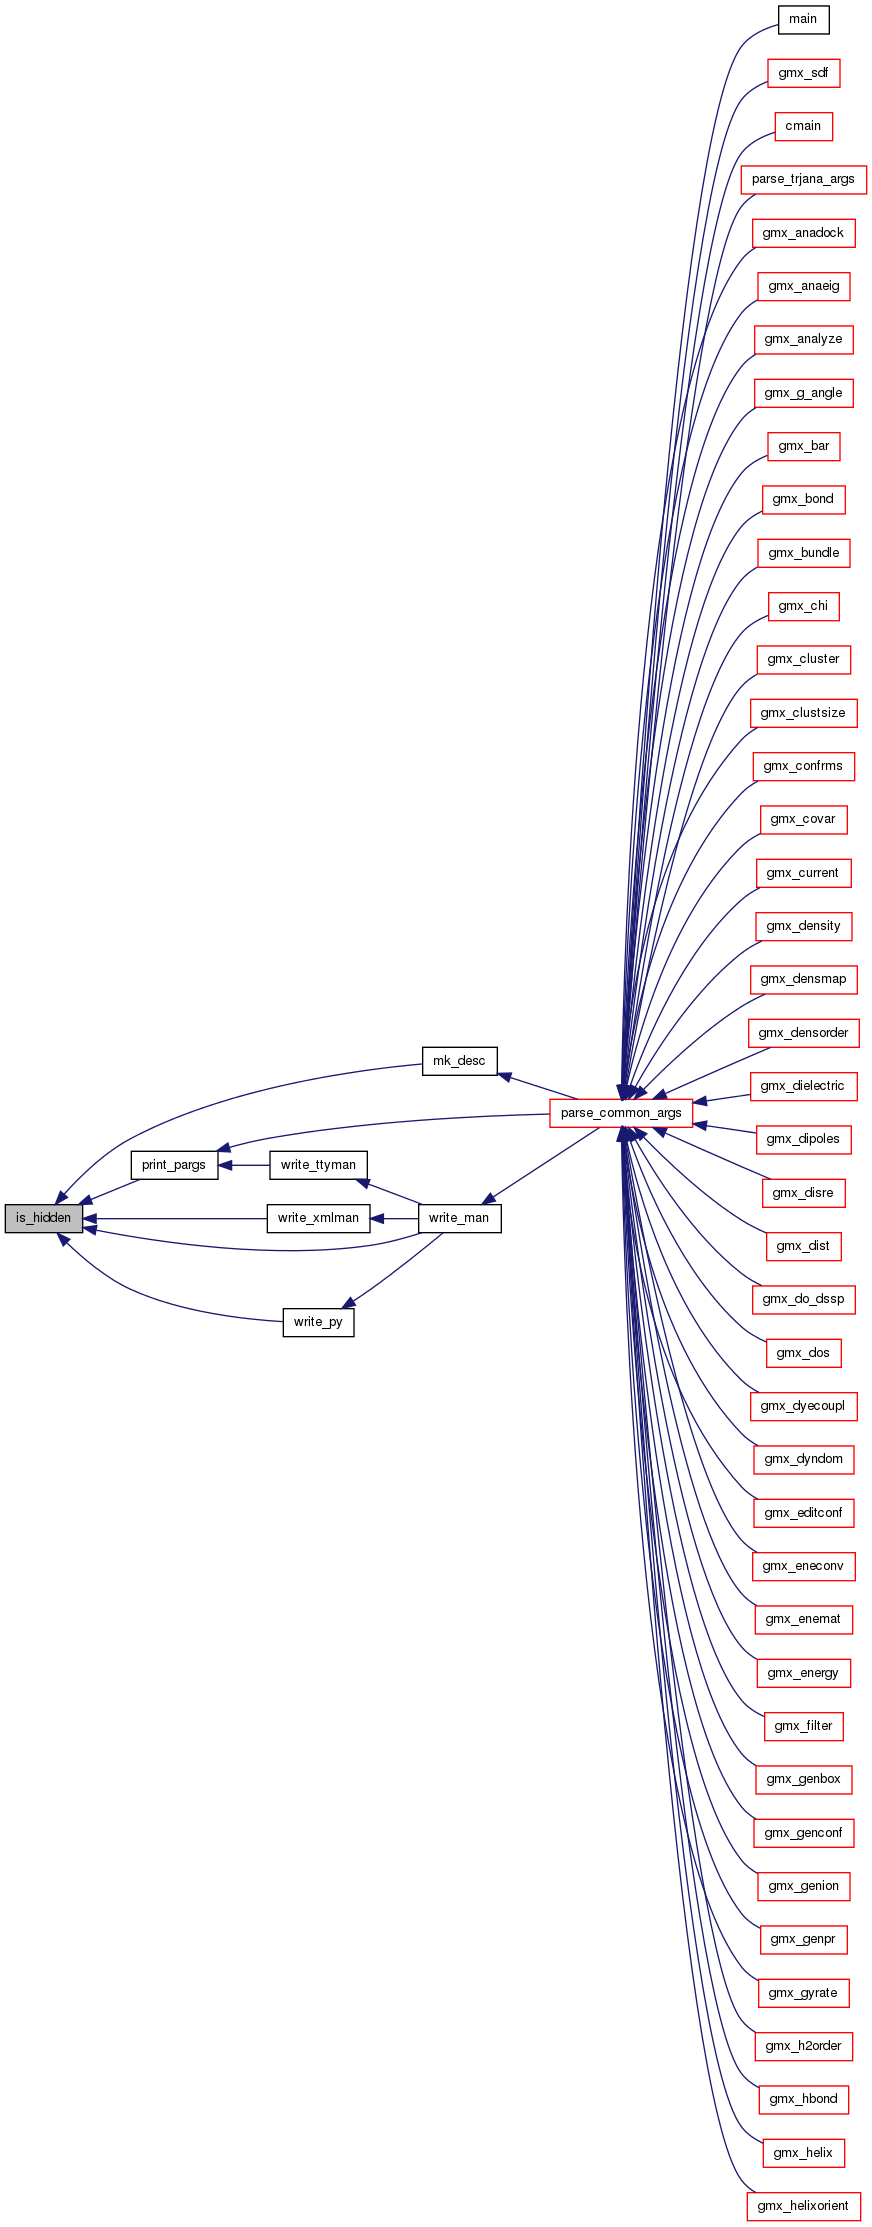 main
gmx_sdf
cmain
parse_trjana_args
gmx_anadock
gmx_anaeig
gmx_analyze
gmx_g_angle
gmx_bar
gmx_bond
gmx_bundle
gmx_chi
gmx_cluster
gmx_clustsize
gmx_confrms
gmx_covar
gmx_current
gmx_density
gmx_densmap
gmx_densorder
mk_desc
gmx_dielectric
parse_common_args
gmx_dipoles
print_pargs
write_ttyman
gmx_disre
is_hidden
write_xmlman
write_man
gmx_dist
gmx_do_dssp
write_py
gmx_dos
gmx_dyecoupl
gmx_dyndom
gmx_editconf
gmx_eneconv
gmx_enemat
gmx_energy
gmx_filter
gmx_genbox
gmx_genconf
gmx_genion
gmx_genpr
gmx_gyrate
gmx_h2order
gmx_hbond
gmx_helix
gmx_helixorient